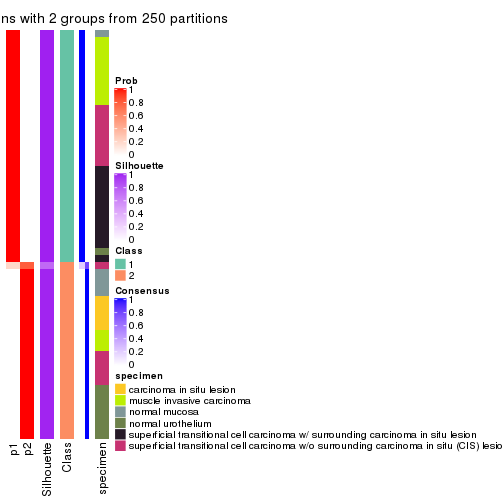 ns with 2 groups from 250 partitions
Prob
1
0.8
0.6
0.4
0.2
0
Silhouette
1
0.8
0.6
0.4
0.2
0
Class
1
2
Consensus
1
0.8
0.6
0.4
0.2
0
specimen
carcinoma in situ lesion
muscle invasive carcinoma
normal mucosa
normal urothelium
superficial transitional cell carcinoma w/ surrounding carcinoma in situ lesion
superficial transitional cell carcinoma w/o surrounding carcinoma in situ (CIS) lesio
p1
p2
Silhouette
Class
specimen